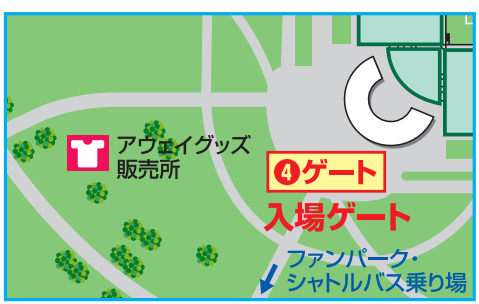 アウェイグッズ
販売所
❹ゲート
入場ゲート
ファンパーク・
シャトルバス乗り場